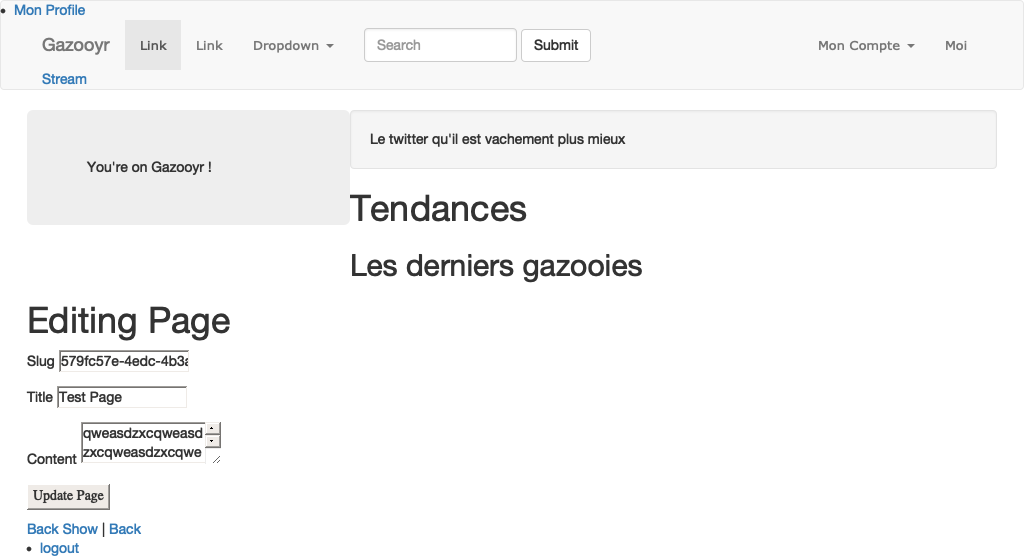 Mon Profile
Gazooyr Link Link Dropdown Search Submit Mon Compte Moi
Stream
You're on Gazooyr !
Le twitter qu'il est vachement plus mieux
Tendances
Les derniers gazooies
Editing Page
Slug 579fc57e-4edc-4b3a
Title Test Page
Content qweasdzxcqweasd
zxcqweasdzxcqwe
Update Page
Back Show | Back
logout